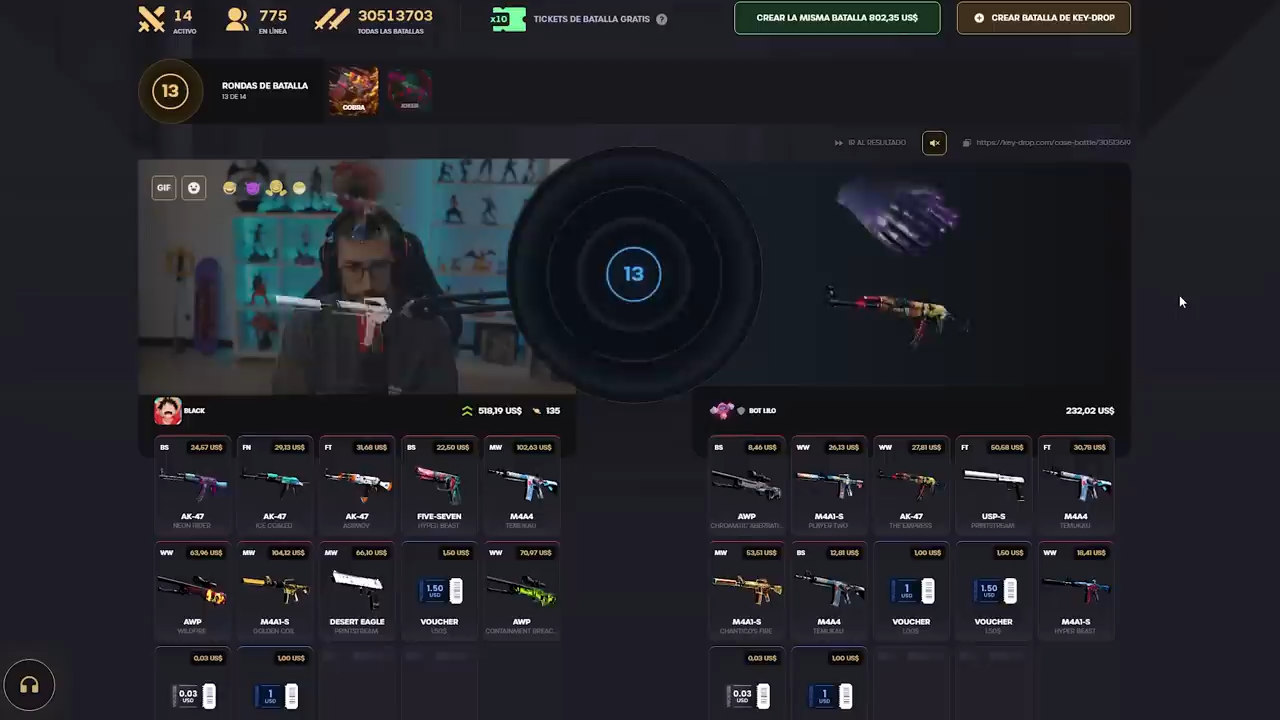 14
ACTIVO
775
EN LÍNEA
30513703
TODAS LAS BATALLAS
x10
TICKETS DE BATALLA GRATIS ?
CREAR LA MISMA BATALLA 802,35 US$
CREAR BATALLA DE KEY-DROP
13
RONDAS DE BATALLA
13 DE 14
COBRA
JOKER
IR AL RESULTADO
GIF
13
BLACK
518,19 US$
135
BOT LILO
232,02 US$
BS 24,57 US$
FN 29,13 US$
FT 31,68 US$
BS 22,50 US$
MW 102,63 US$
BS 8,46 US$
WW 26,13 US$
WW 27,81 US$
FT 50,58 US$
FT 30,78 US$
AK-47
NEON RIDER
AK-47
ICE COALED
AK-47
ASIIMOV
FIVE-SEVEN
HYPER BEAST
M4A4
TEMUKAU
AWP
CHROMATIC ABERRATI...
M4A1-S
PLAYER TWO
AK-47
THE EMPRESS
USP-S
PRINTSTREAM
M4A4
TEMUKAU
WW 63,96 US$
MW 104,12 US$
MW 66,10 US$
1,50 US$
WW 70,97 US$
MW 53,51 US$
BS 12,81 US$
1,00 US$
1,50 US$
WW 18,41 US$
1.50
USD
1
USD
1.50
USD
AWP
WILDFIRE
M4A1-S
GOLDEN COIL
DESERT EAGLE
PRINTSTREAM
VOUCHER
1.50$
AWP
CONTAINMENT BREAC...
M4A1-S
CHANTICO'S FIRE
M4A4
TEMUKAU
VOUCHER
1.00$
VOUCHER
1.50$
M4A1-S
HYPER BEAST
0,03 US$
1,00 US$
0,03 US$
1,00 US$
0.03
USD
1
USD
0.03
USD
1
USD